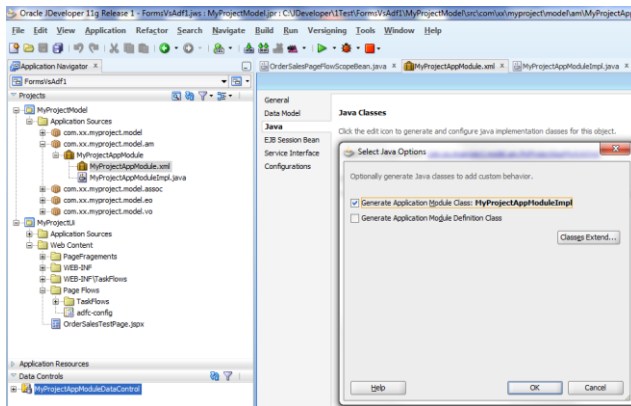 Oracle JDeveloper 11g Release 1 - FormsVsAdf1.jws : MyProjectModel.jpr : C:\JDeveloper\1Test\FormsVsAdf1\MyProjectModel\src\com\xx\myproject\model\am\MyProjectApp
File Edit View Application Refactor Search Navigate Build Run Versioning Tools Window Help
Application Navigator
OrderSalesPageFlowScopeBean.java
MyProjectAppModule.xml
MyProjectAppModuleImpl.java
FormsVsAdf1
Projects
MyProjectModel
Application Sources
com.xx.myproject.model
com.xx.myproject.model.am
MyProjectAppModule
MyProjectAppModule.xml
MyProjectAppModuleImpl.java
com.xx.myproject.model.assoc
com.xx.myproject.model.eo
com.xx.myproject.model.vo
MyProjectUi
Application Sources
Web Content
PageFregements
WEB-INF
WEB-INF\TaskFlows
Page Flows
TaskFlows
adfc-config
OrderSalesTestPage.jspx
Application Resources
Data Controls
MyProjectAppModuleDataControl
General
Data Model
Java
EJB Session Bean
Service Interface
Configurations
Java Classes
Click the edit icon to generate and configure java implementation classes for this object.
Select Java Options
Optionally generate Java classes to add custom behavior.
Generate Application Module Class: MyProjectAppModuleImpl
Generate Application Module Definition Class
Classes Extend...
Help
OK
Cancel